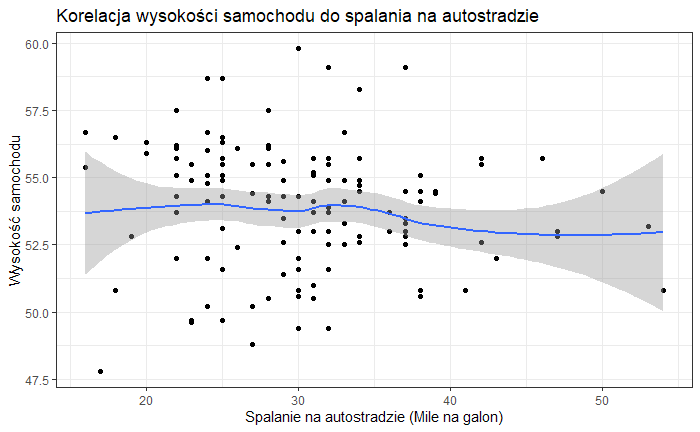 Korelacja wysokości samochodu do spalania na autostradzie
60.0
57.5
55.0
52.5
50.0
47.5
Wysokość samochodu
20 30 40 50
Spalanie na autostradzie (Mile na galon)